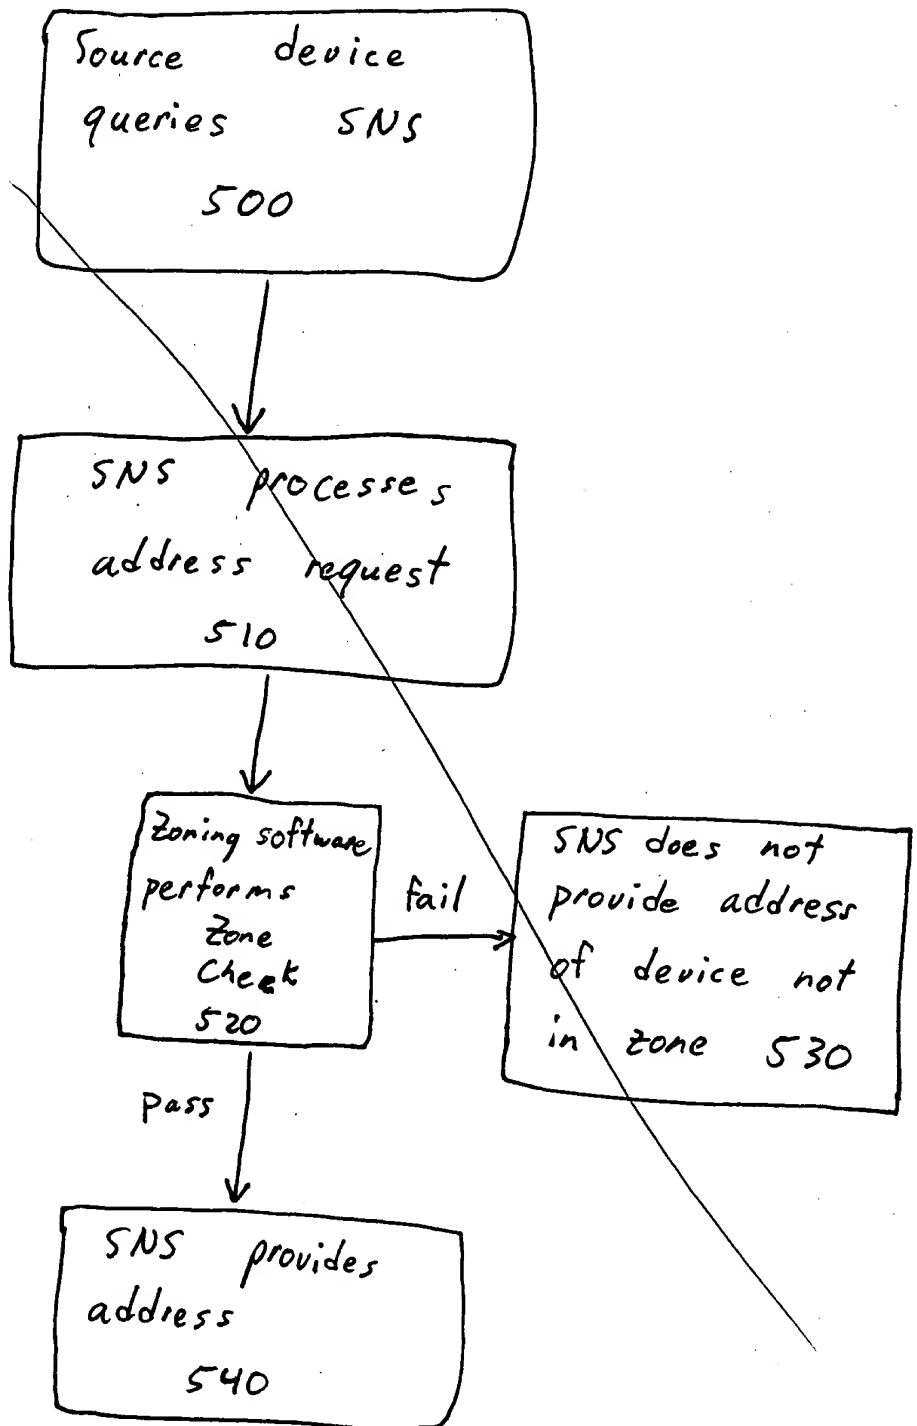 Source device
queries SNS
500
SNS processes
address request
510
Zoning software
performs
Zone
Check
520
fail
SNS does not
provide address
of device not
in zone 530
pass
SNS provides
address
540